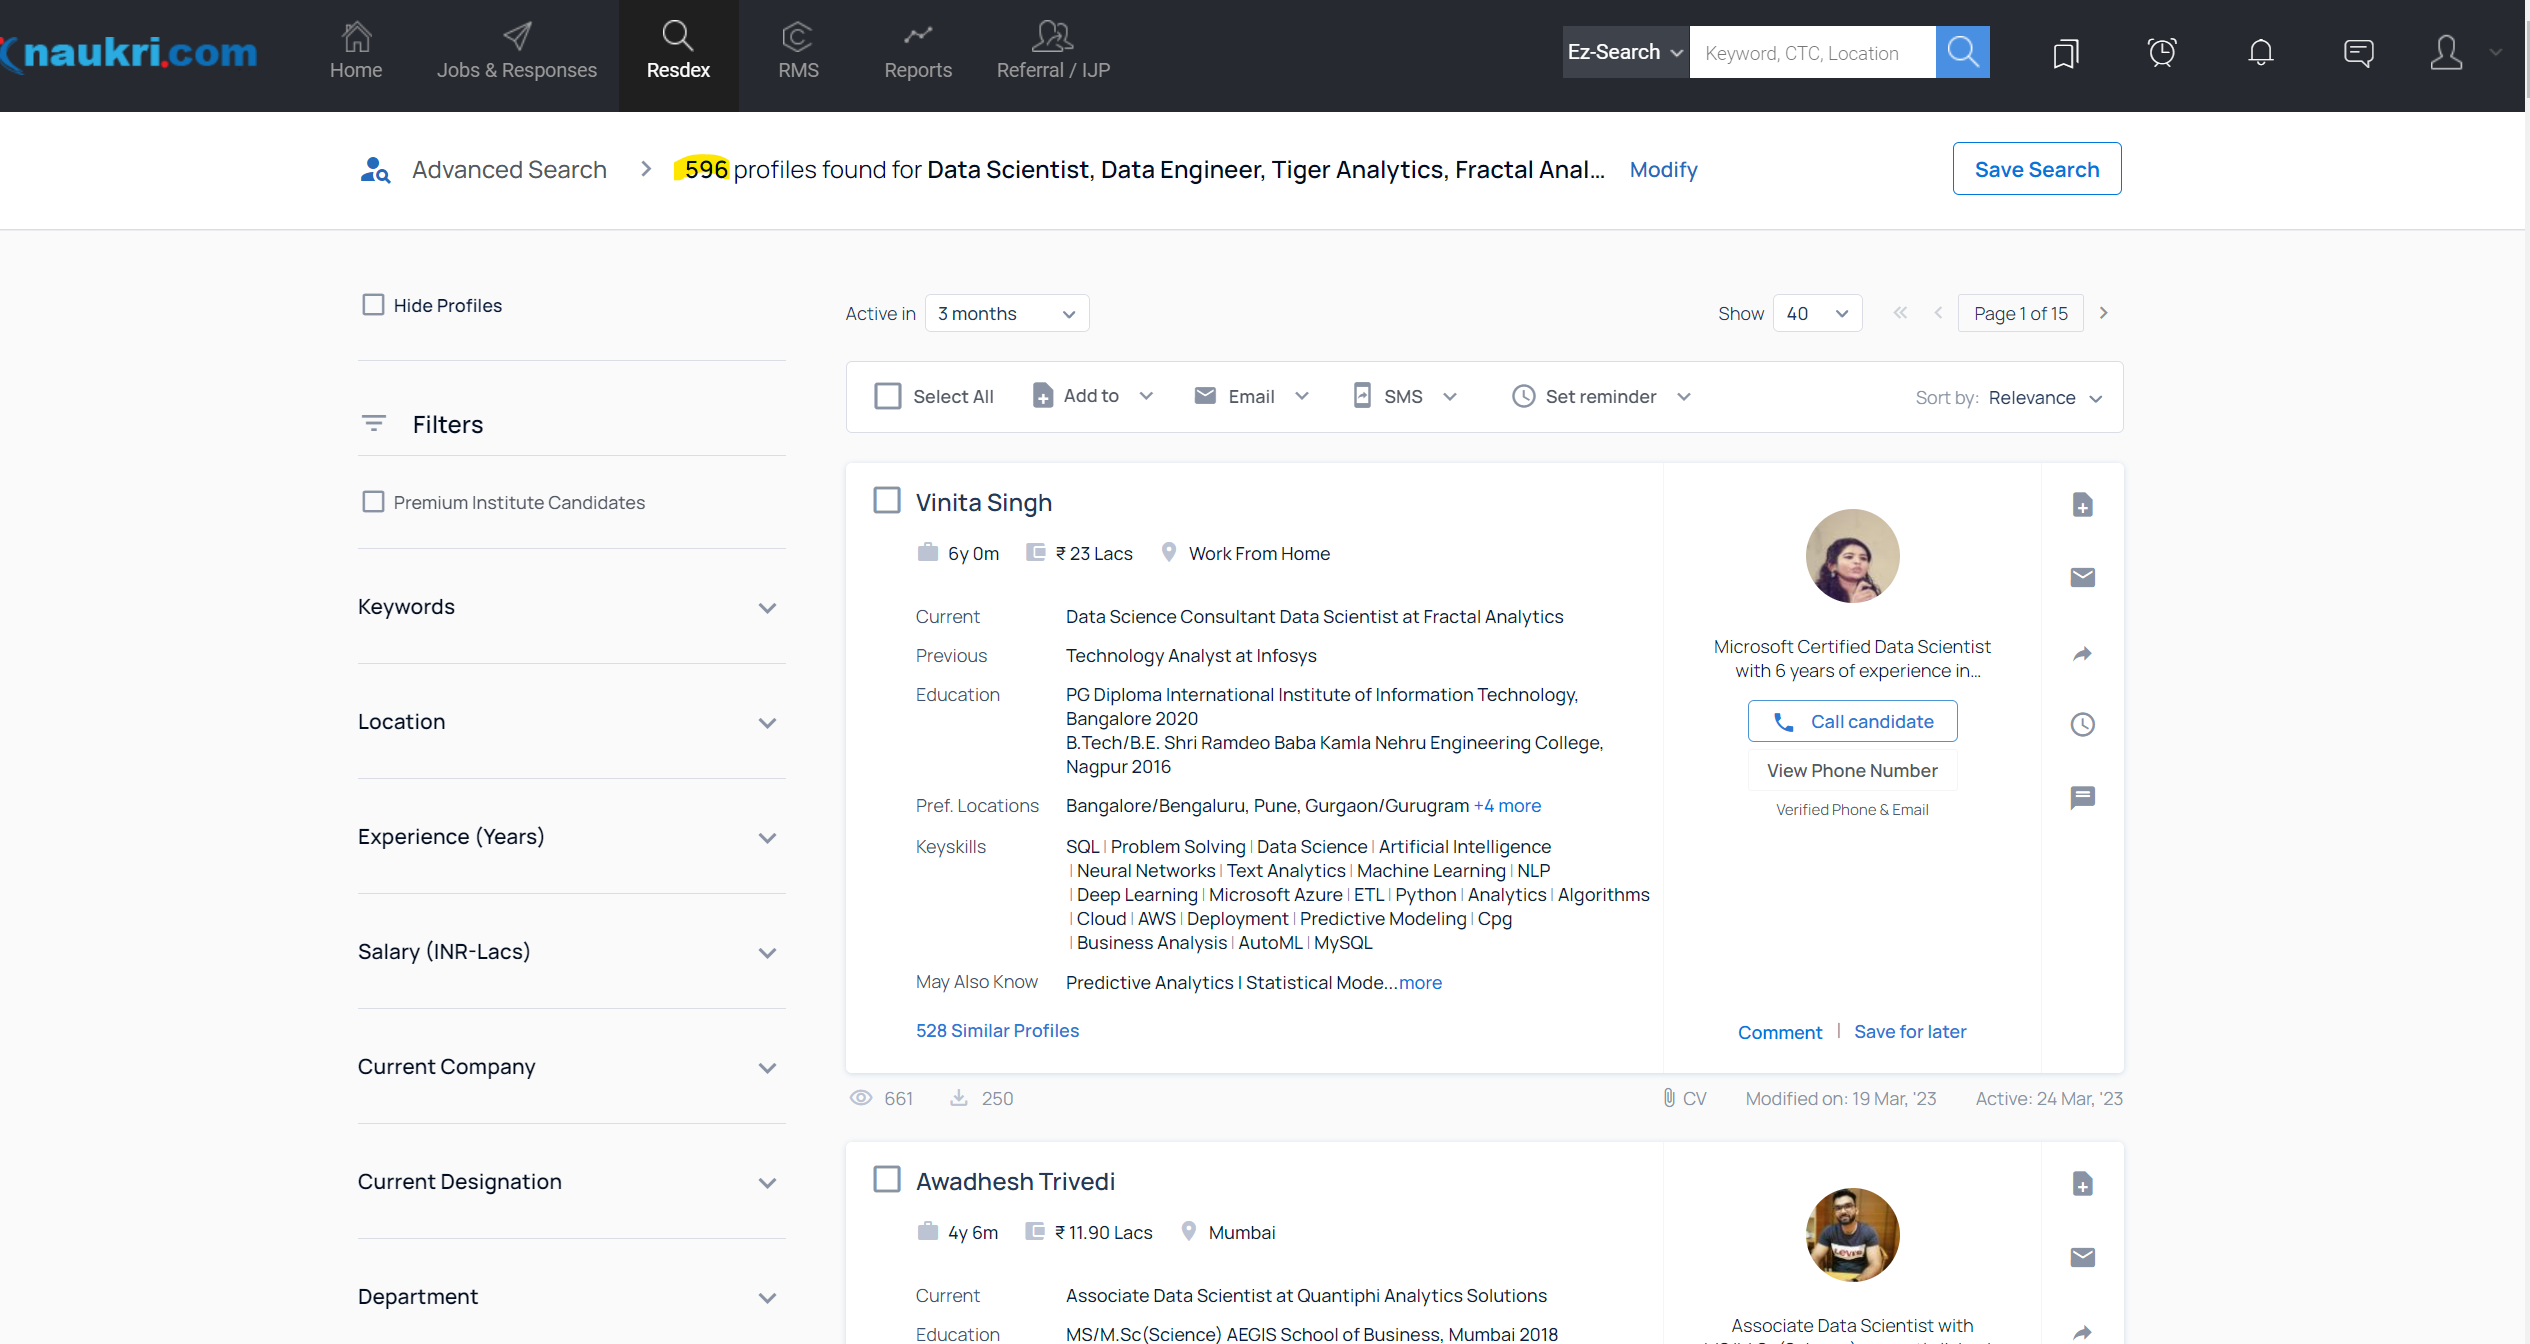 naukri.com
Home
Jobs & Responses
Resdex
RMS
Reports
Referral / IJP
Ez-Search
Keyword, CTC, Location
Advanced Search
596 profiles found for Data Scientist, Data Engineer, Tiger Analytics, Fractal Anal...
Modify
Save Search
Hide Profiles
Filters
Premium Institute Candidates
Keywords
Location
Experience (Years)
Salary (INR-Lacs)
Current Company
Current Designation
Department
Active in 3 months
Show 40
Page 1 of 15
Select All
Add to
Email
SMS
Set reminder
Sort by: Relevance
Vinita Singh
6y 0m ₹ 23 Lacs Work From Home
Current Data Science Consultant Data Scientist at Fractal Analytics
Previous Technology Analyst at Infosys
Education PG Diploma International Institute of Information Technology,
Bangalore 2020
B.Tech/B.E. Shri Ramdeo Baba Kamla Nehru Engineering College,
Nagpur 2016
Pref. Locations Bangalore/Bengaluru, Pune, Gurgaon/Gurugram +4 more
Keyskills SQL | Problem Solving | Data Science | Artificial Intelligence
| Neural Networks | Text Analytics | Machine Learning | NLP
| Deep Learning | Microsoft Azure | ETL | Python | Analytics | Algorithms
| Cloud | AWS | Deployment | Predictive Modeling | Cpg
| Business Analysis | AutoML | MySQL
May Also Know Predictive Analytics | Statistical Mode...more
528 Similar Profiles
Microsoft Certified Data Scientist
with 6 years of experience in...
Call candidate
View Phone Number
Verified Phone & Email
Comment | Save for later
661 250
CV Modified on: 19 Mar, '23 Active: 24 Mar, '23
Awadhesh Trivedi
4y 6m ₹ 11.90 Lacs Mumbai
Current Associate Data Scientist at Quantiphi Analytics Solutions
Education MS/M.Sc(Science) AEGIS School of Business, Mumbai 2018
Associate Data Scientist with